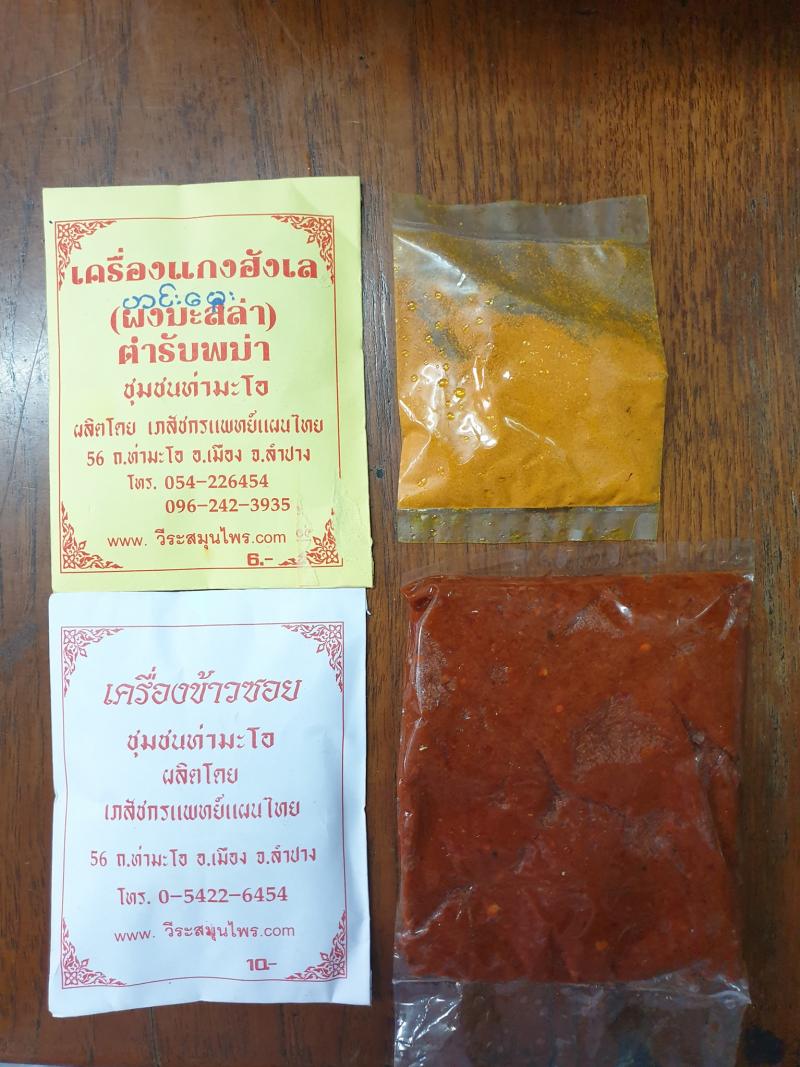 เครื่องแกงฮังเล
ဟင်းလေး
(ผงมะสล่า)
ตำรับพม่า
ชุมชนท่ามะโอ
ผลิตโดย เภสัชกรแพทย์แผนไทย
56 ถ.ท่ามะโอ อ.เมือง จ.ลำปาง
โทร. 054-226454
096-242-3935
www. วีระสมุนไพร.com
6.-
เครื่องข้าวซอย
ชุมชนท่ามะโอ
ผลิตโดย
เภสัชกรแพทย์แผนไทย
56 ถ.ท่ามะโอ อ.เมือง จ.ลำปาง
โทร. 0-5422-6454
www. วีระสมุนไพร.com
10.-